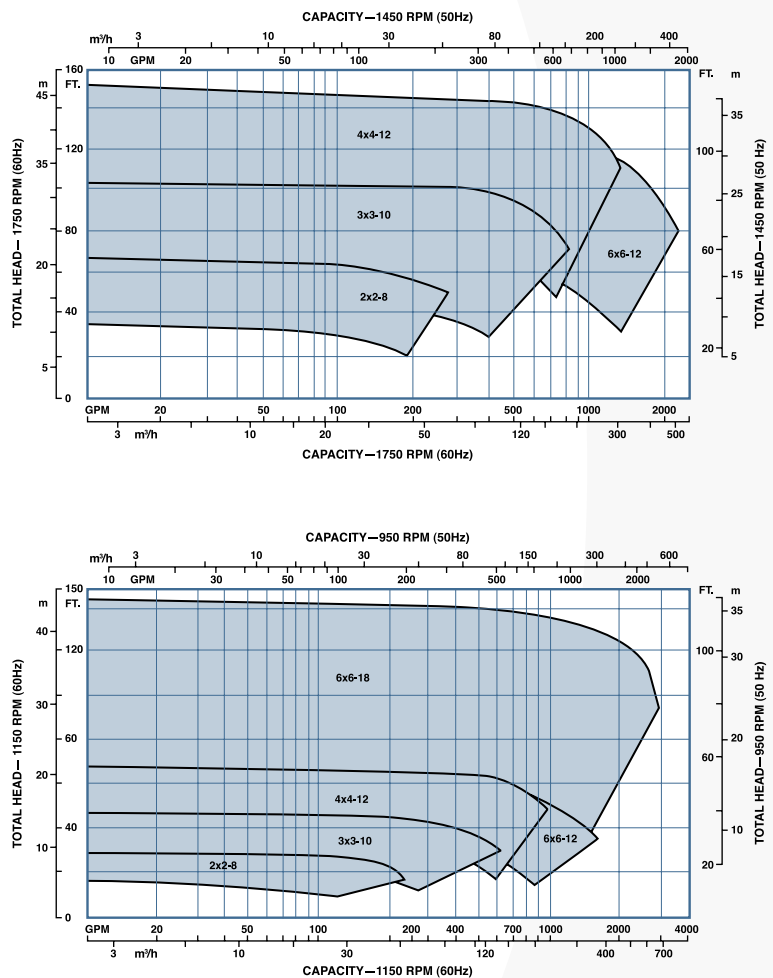 CAPACITY—1450 RPM (50Hz)
m³/h 3 10 30 80 200 400
10 GPM 20 50 100 300 600 1000 2000
m FT. FT. m
160
45
35
120
100
35
25
80
60
20
15
40
20
5
5
0
TOTAL HEAD— 1750 RPM (60Hz)
TOTAL HEAD—1450 RPM (50 Hz)
4x4-12
3x3-10
6x6-12
2x2-8
GPM 20 50 100 200 500 1000 2000
3 m³/h 10 20 50 120 300 500
CAPACITY—1750 RPM (60Hz)
CAPACITY—950 RPM (50Hz)
m³/h 3 10 30 80 150 300 600
10 GPM 30 50 100 200 500 1000 2000
m FT. FT. m
150
40
35
120
100
30
30
60
60
20
20
40
10
10
20
0
TOTAL HEAD— 1150 RPM (60Hz)
TOTAL HEAD—950 RPM (50 Hz)
6x6-18
4x4-12
3x3-10
6x6-12
2x2-8
GPM 20 50 100 200 400 700 1000 2000 4000
3 m³/h 10 30 120 400 700
CAPACITY—1150 RPM (60Hz)